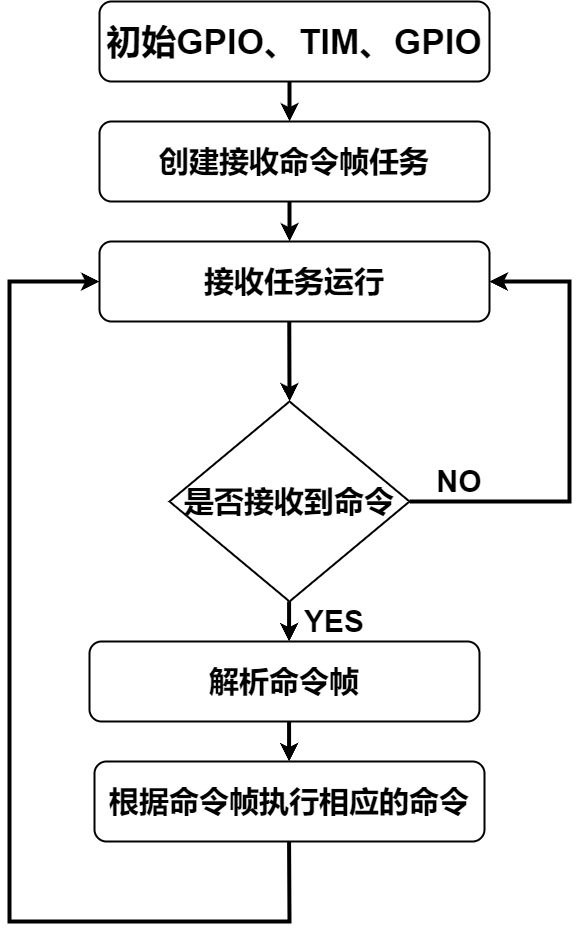 初始GPIO、TIM、GPIO
创建接收命令帧任务
接收任务运行
是否接收到命令
NO
YES
解析命令帧
根据命令帧执行相应的命令